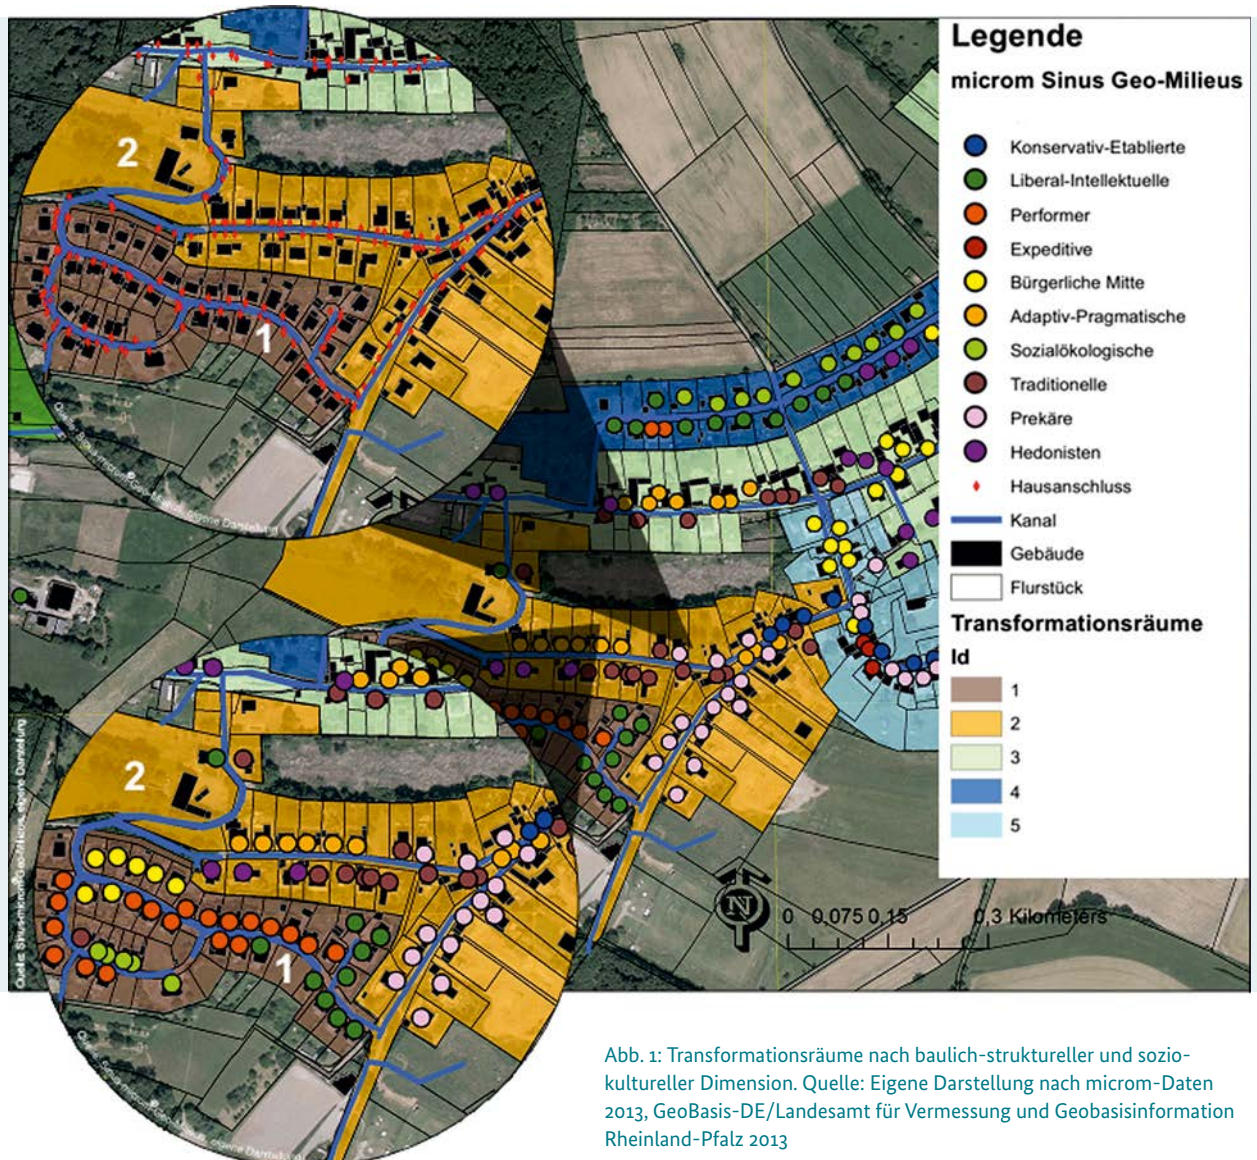 Legende
microm Sinus Geo-Milieus
Konservativ-Etablierte
Liberal-Intellektuelle
Performer
Expeditive
Bürgerliche Mitte
Adaptiv-Pragmatische
Sozialökologische
Traditionelle
Prekäre
Hedonisten
Hausanschluss
Kanal
Gebäude
Flurstück
Transformationsräume
Id
1
2
3
4
5
2
1
2
1
N
0 0,075 0,15 0,3 Kilometers
Abb. 1: Transformationsräume nach baulich-struktureller und sozio-
kultureller Dimension. Quelle: Eigene Darstellung nach microm-Daten
2013, GeoBasis-DE/Landesamt für Vermessung und Geobasisinformation
Rheinland-Pfalz 2013